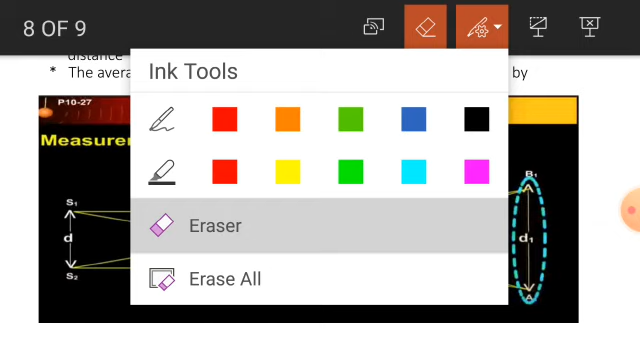 8 OF 9
distance
* The avera
by
Ink Tools
P10-27
Measurer
S₁
B₁
A
d
d₁
Eraser
S₂
Erase All
A